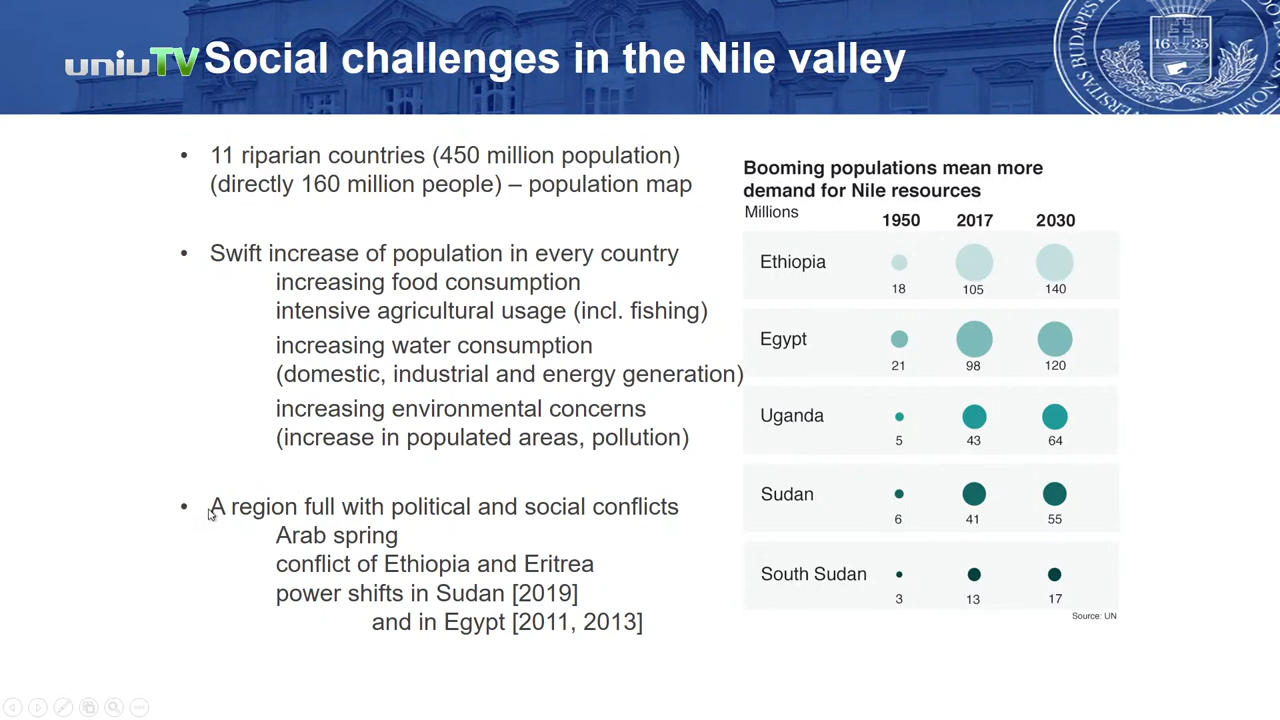 uniuTV
Social challenges in the Nile valley
1635
• 11 riparian countries (450 million population)
(directly 160 million people) – population map
• Swift increase of population in every country
increasing food consumption
intensive agricultural usage (incl. fishing)
increasing water consumption
(domestic, industrial and energy generation)
increasing environmental concerns
(increase in populated areas, pollution)
• A region full with political and social conflicts
Arab spring
conflict of Ethiopia and Eritrea
power shifts in Sudan [2019]
and in Egypt [2011, 2013]
Booming populations mean more
demand for Nile resources
Millions
1950 2017 2030
Ethiopia
18 105 140
Egypt
21 98 120
Uganda
5 43 64
Sudan
6 41 55
South Sudan
3 13 17
Source: UN